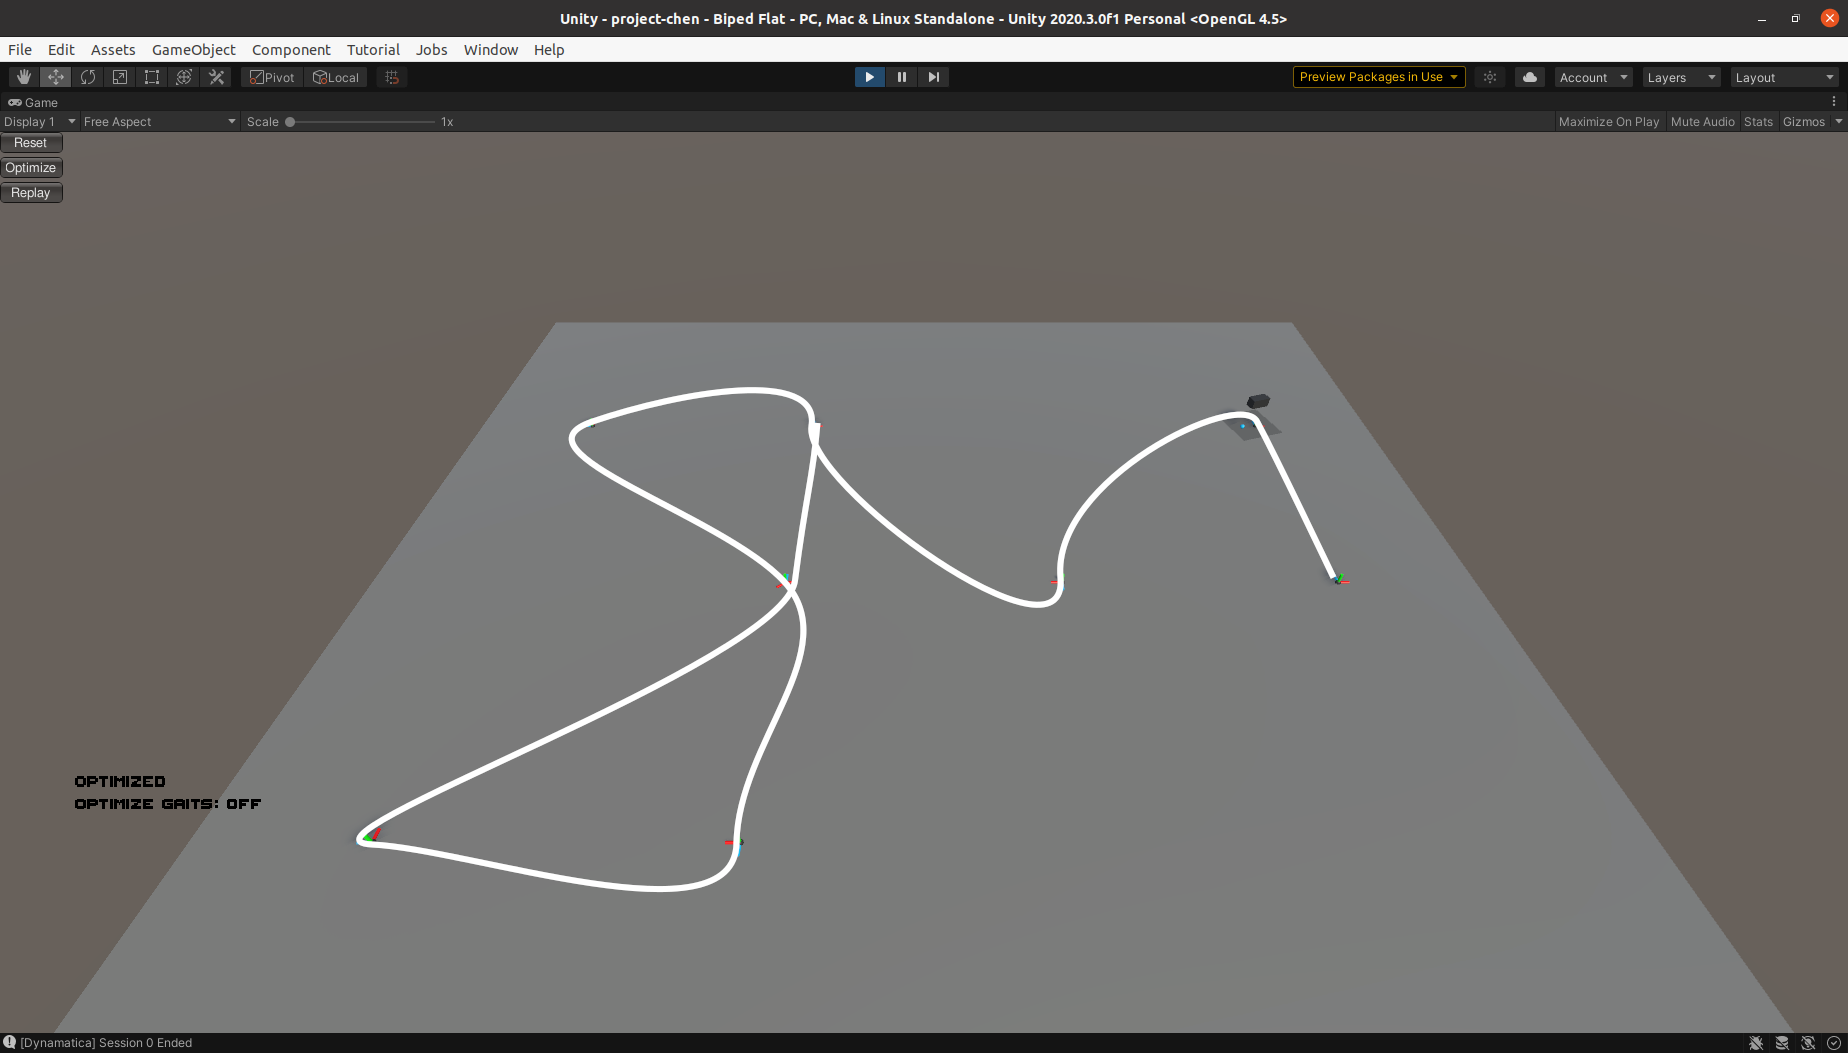 Unity - project-chen - Biped Flat - PC, Mac & Linux Standalone - Unity 2020.3.0f1 Personal <OpenGL 4.5>
File Edit Assets GameObject Component Tutorial Jobs Window Help
Pivot Local Preview Packages in Use Account Layers Layout
Game
Display 1 Free Aspect Scale 1x Maximize On Play Mute Audio Stats Gizmos
Reset
Optimize
Replay
OPTIMIZED
OPTIMIZE GAITS: OFF
[Dynamatica] Session 0 Ended